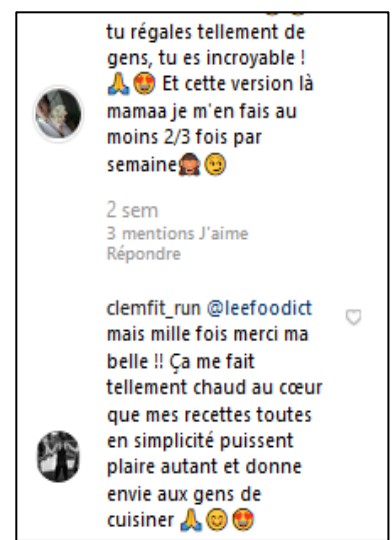 tu régales tellement de
gens, tu es incroyable !
🙏😍 Et cette version là
mamaa je m'en fais au
moins 2/3 fois par
semaine🙈😏
2 sem
3 mentions J'aime
Répondre
clemfit_run @leefoodict
mais mille fois merci ma
belle !! Ça me fait
tellement chaud au cœur
que mes recettes toutes
en simplicité puissent
plaire autant et donne
envie aux gens de
cuisiner 🙏😊😍